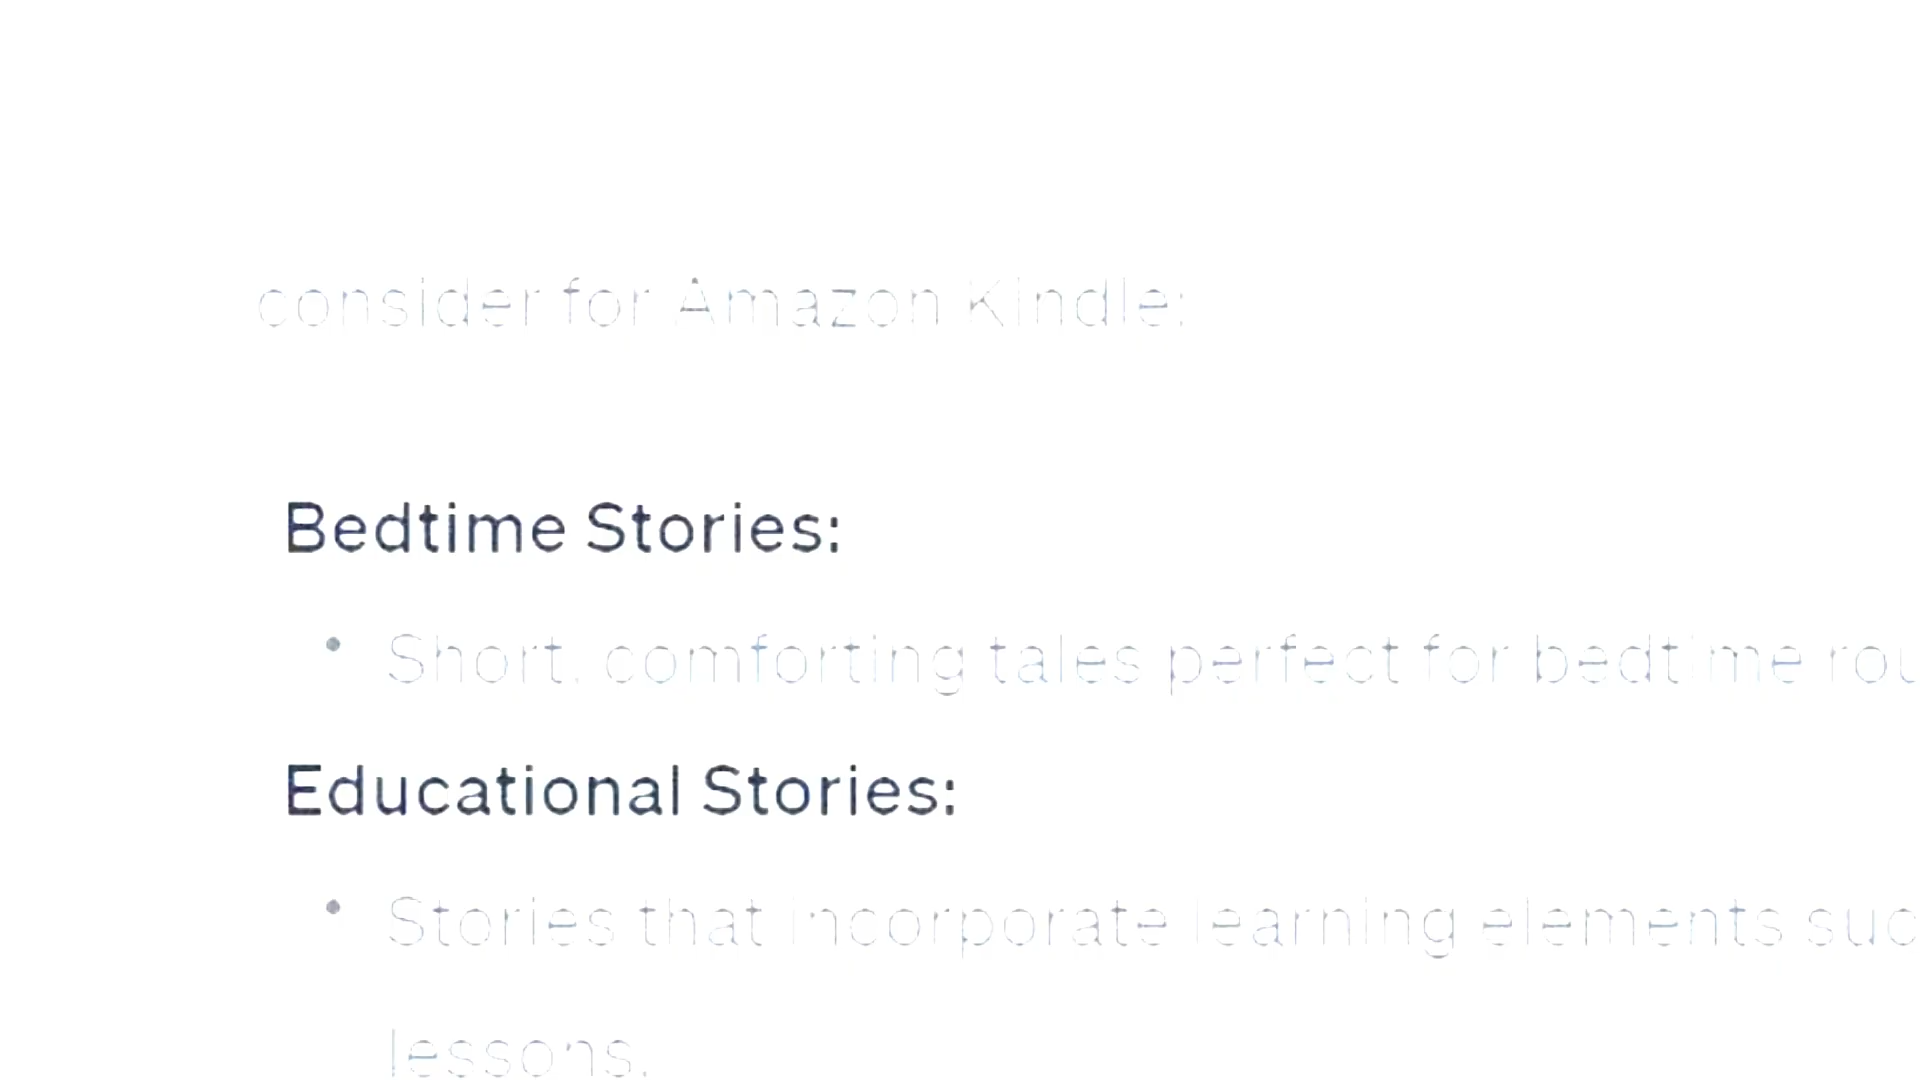 consider for Amazon Kindle:
Bedtime Stories:
• Short, comforting tales perfect for bedtime
Educational Stories:
• Stories that incorporate learning elements
lessons.